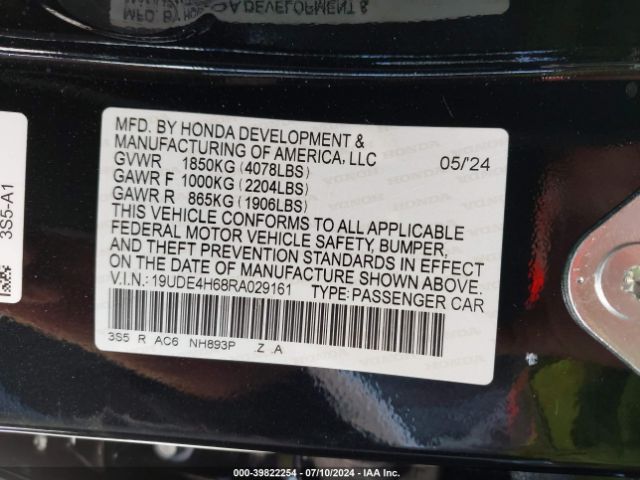 MFD. BY HONDA DEVELOPMENT &
MANUFACTURING OF AMERICA, LLC 05/'24
GVWR 1850KG (4078LBS)
GAWR F 1000KG (2204LBS)
GAWR R 865KG (1906LBS)
THIS VEHICLE CONFORMS TO ALL APPLICABLE
FEDERAL MOTOR VEHICLE SAFETY, BUMPER,
AND THEFT PREVENTION STANDARDS IN EFFECT
ON THE DATE OF MANUFACTURE SHOWN ABOVE.
V.I.N.: 19UDE4H68RA029161 TYPE: PASSENGER CAR
3S5 R AC6 NH893P .Z .A
3S5-A1
000-39822254 | 07/10/2024 | IAA Inc.